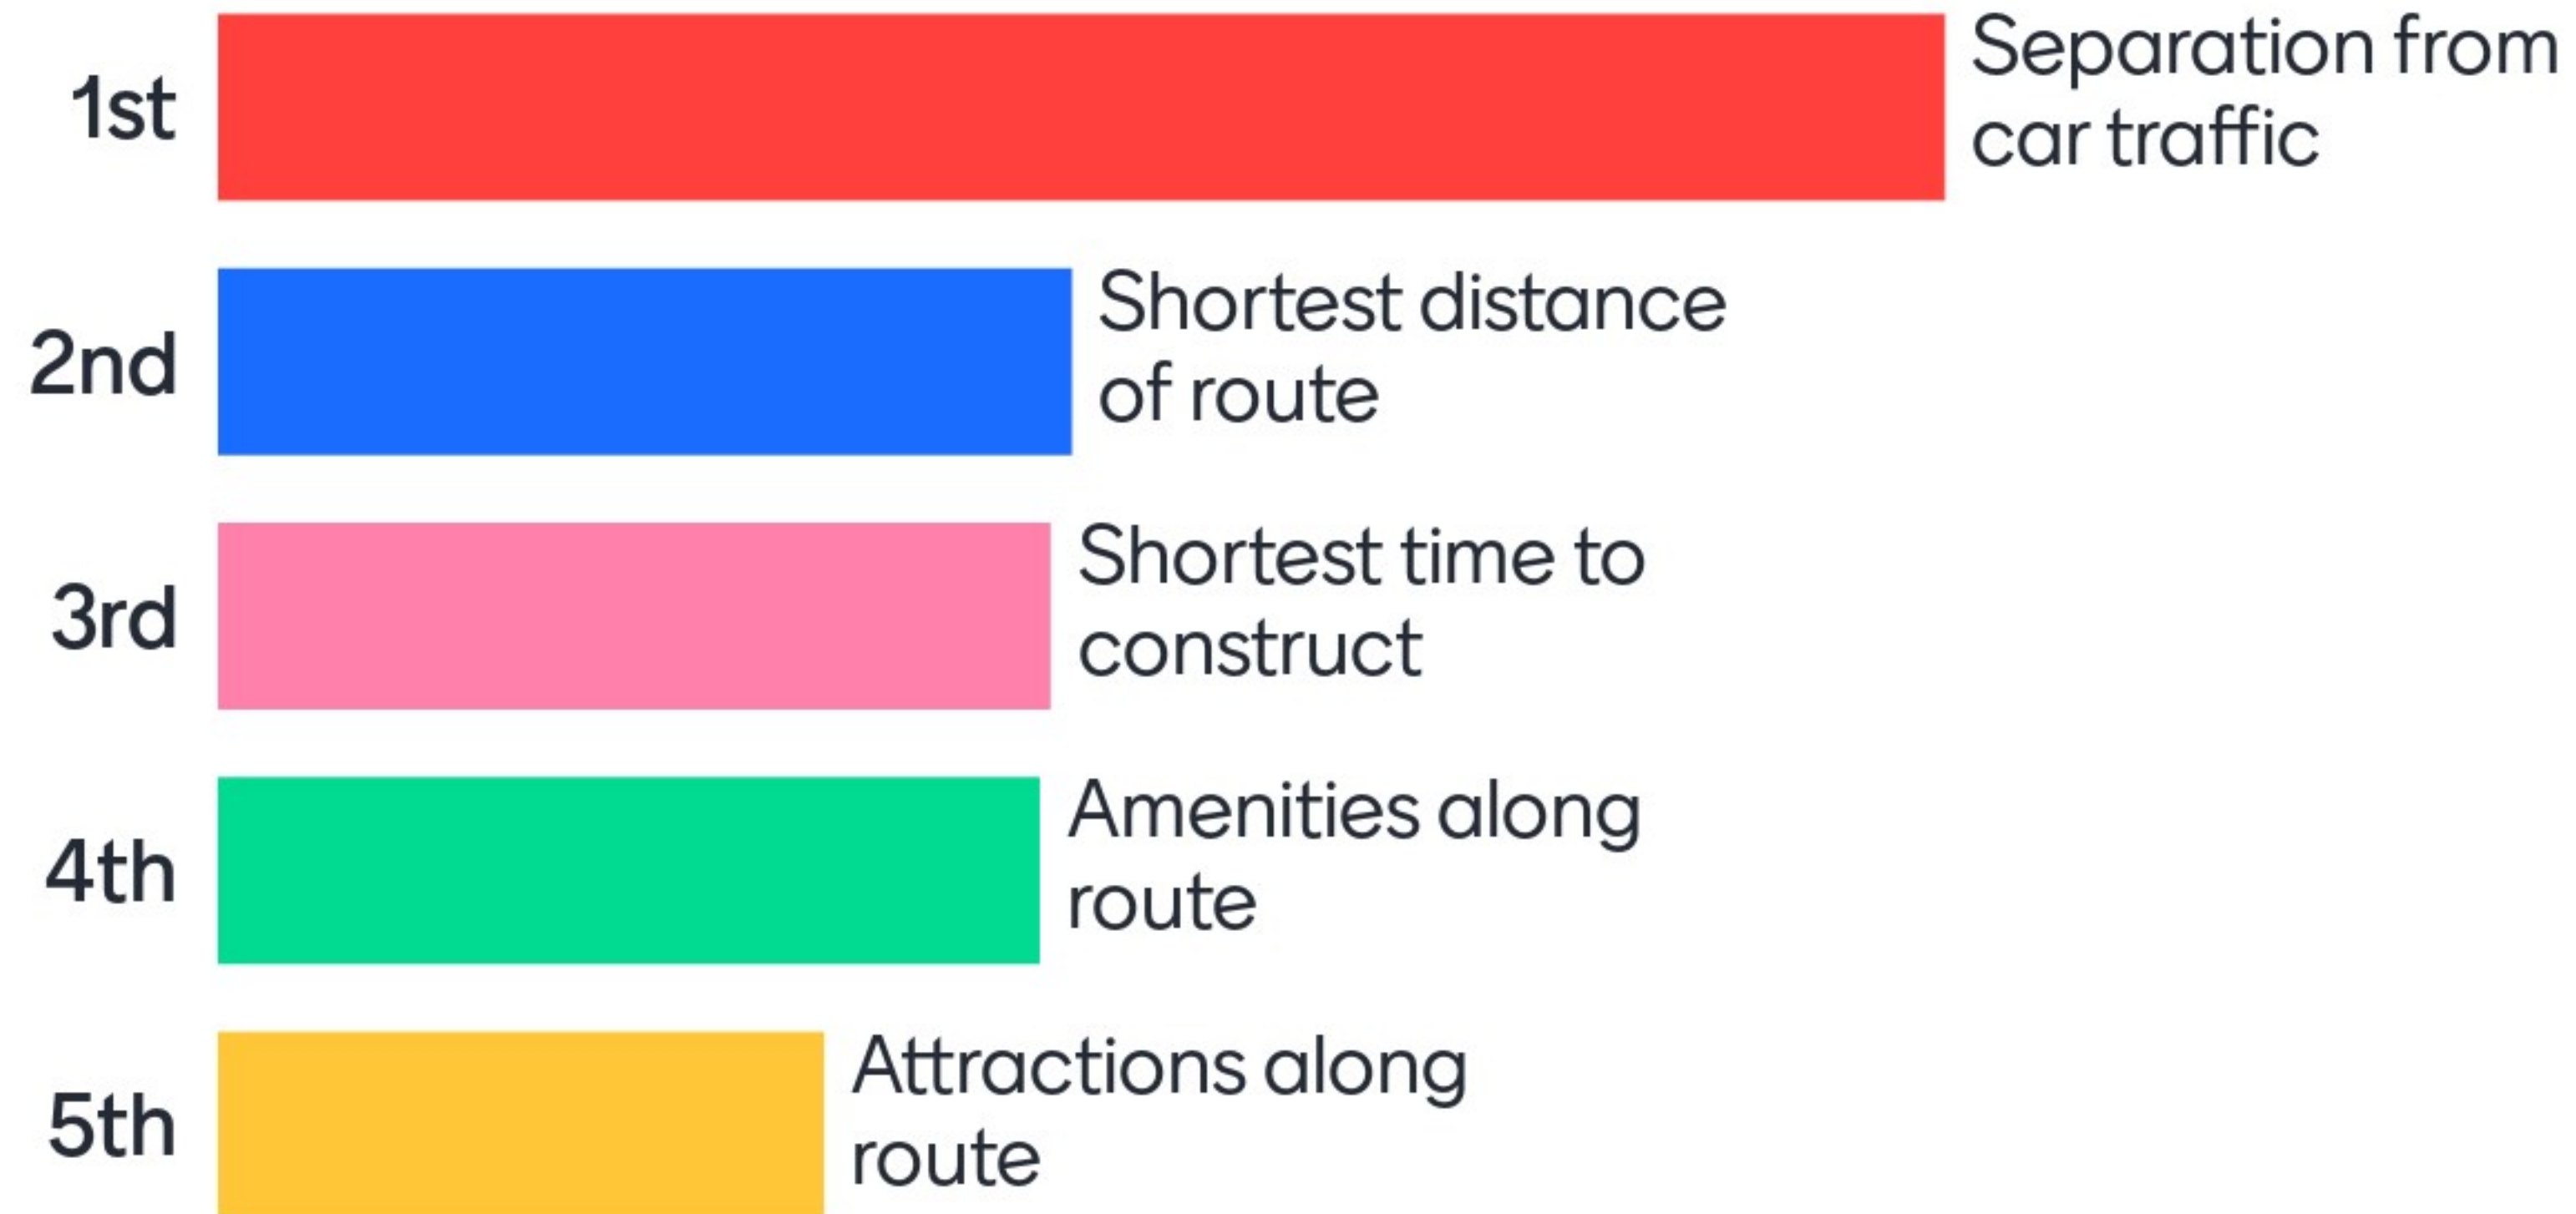 1st
Separation from
car traffic
2nd
Shortest distance
of route
3rd
Shortest time to
construct
4th
Amenities along
route
5th
Attractions along
route